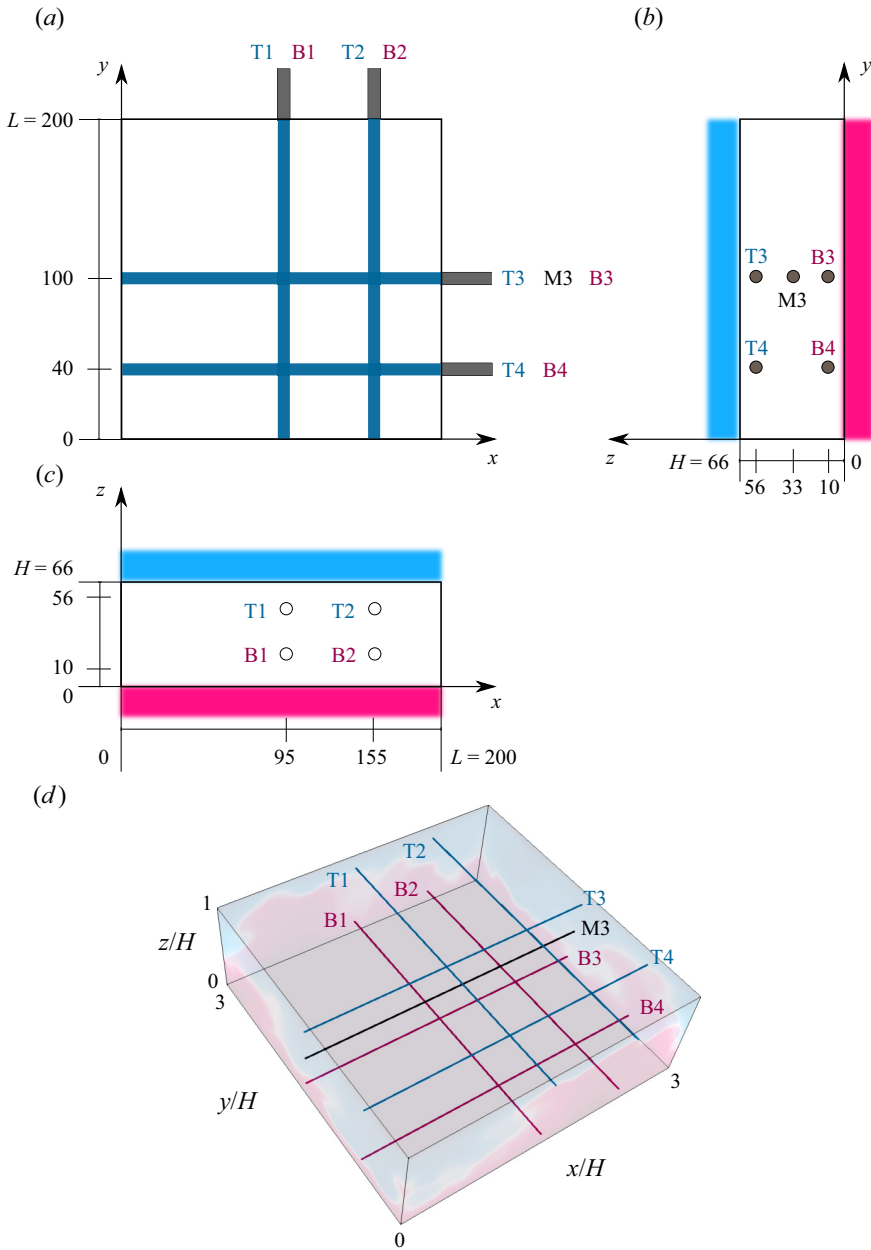 (a)
T1 B1 T2 B2
y
L = 200
100
40
0
T3 M3 B3
T4 B4
x
(b)
y
T3 B3
M3
T4 B4
z
H = 66 0
56 33 10
(c)
z
H = 66
56
10
0
T1 T2
B1 B2
x
0 95 155 L = 200
(d)
T2
T1
B2
B1
T3
M3
B3
T4
B4
1
z/H
0
3
y/H
3
x/H
0